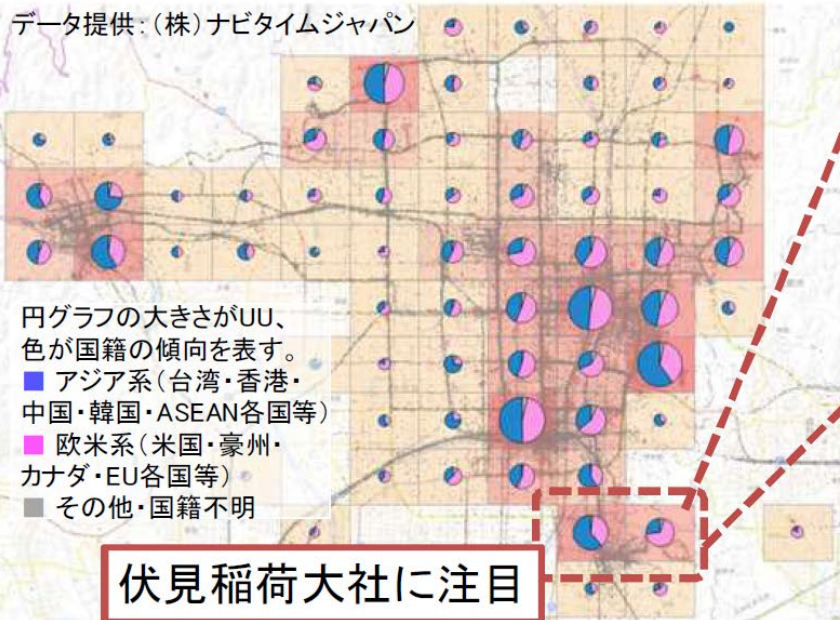 データ提供:(株)ナビタイムジャパン
円グラフの大きさがUU、
色が国籍の傾向を表す。
アジア系(台湾・香港・
中国・韓国・ASEAN各国等)
欧米系(米国・豪州・
カナダ・EU各国等)
その他・国籍不明
伏見稲荷大社に注目